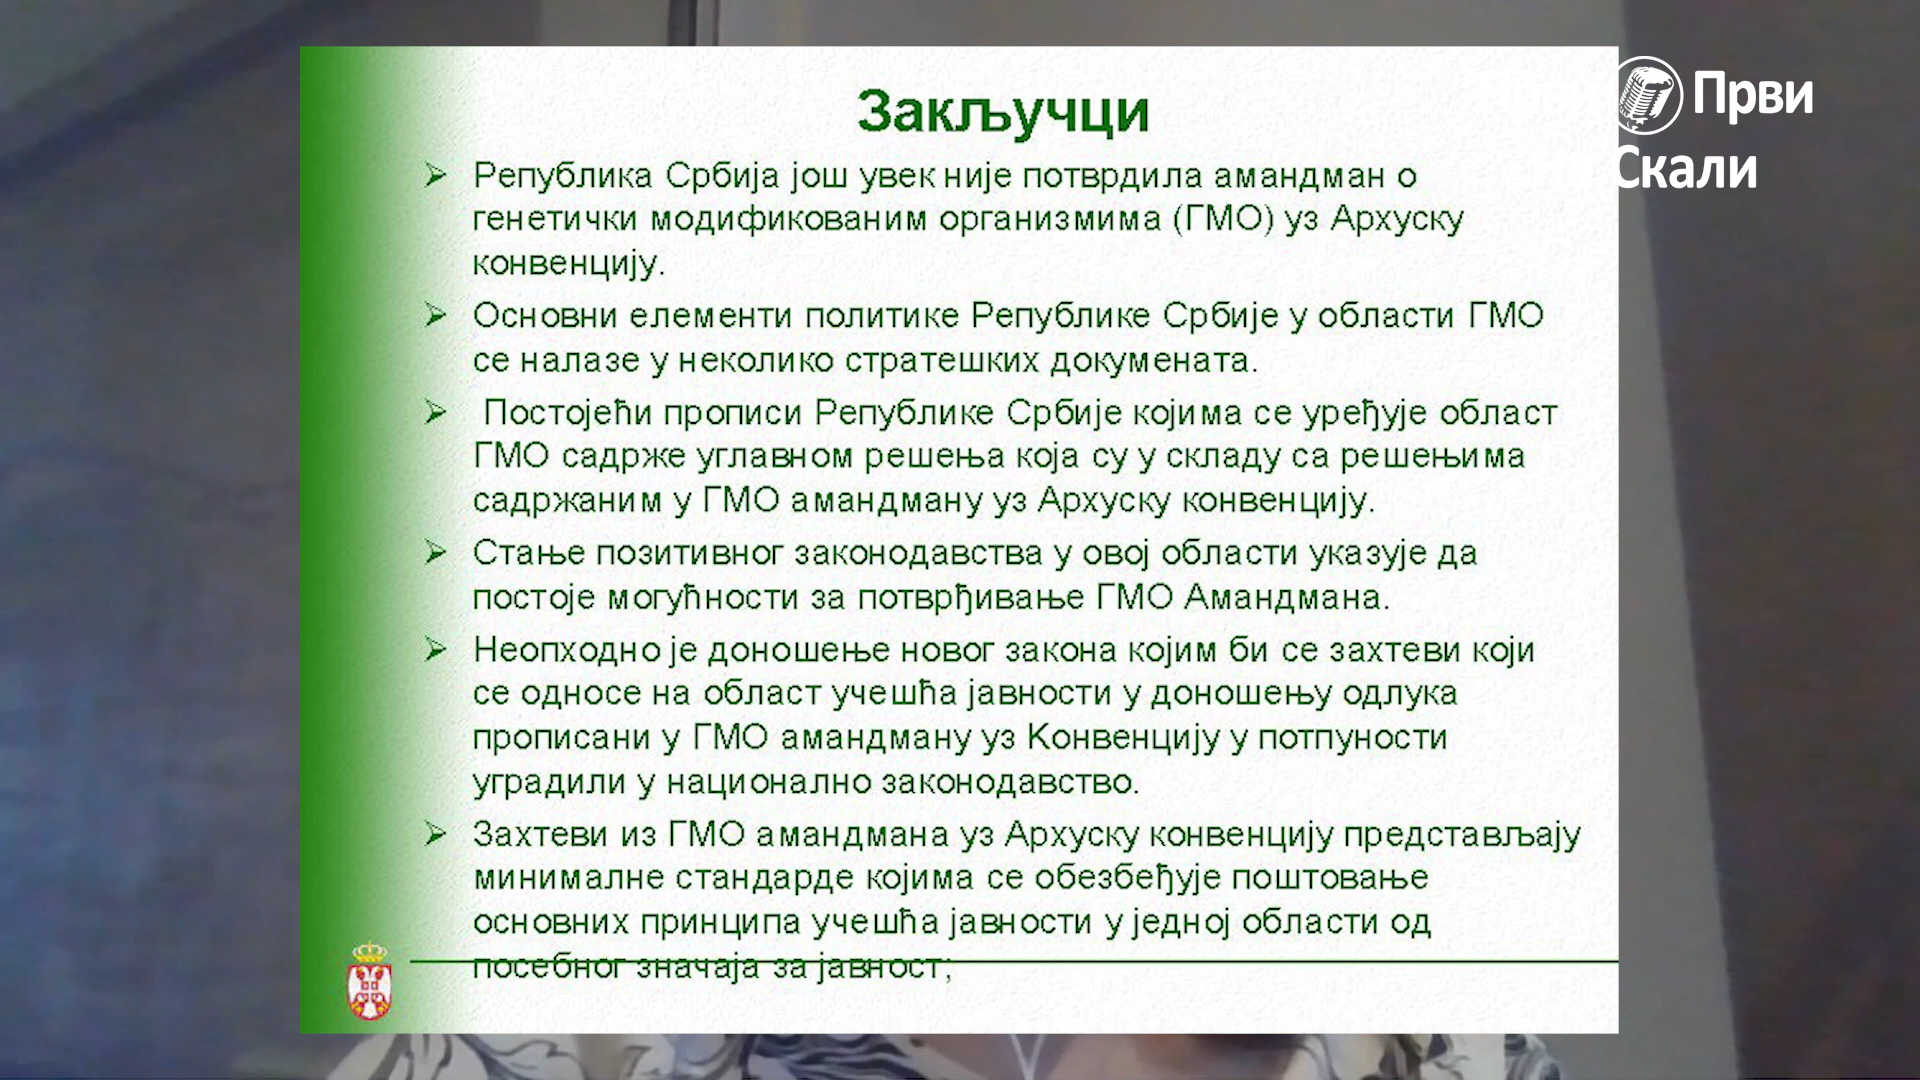 Закључци
Република Србија још увек није потврдила амандман о
генетички модификованим организмима (ГМО) уз Архуску
конвенцију.
Основни елементи политике Републике Србије у области ГМО
се налазе у неколико стратешких докумената.
Постојећи прописи Републике Србије којима се уређује област
ГМО садрже углавном решења која су у складу са решењима
садржаним у ГМО амандману уз Архуску конвенцију.
Стање позитивног законодавства у овој области указује да
постоје могућности за потврђивање ГМО Амандмана.
Неопходно је доношење новог закона којим би се захтеви који
се односе на област учешћа јавности у доношењу одлука
прописани у ГМО амандману уз Конвенцију у потпуности
уградили у национално законодавство.
Захтеви из ГМО амандмана уз Архуску конвенцију представљају
минималне стандарде којима се обезбеђује поштовање
основних принципа учешћа јавности у једној области од
посебног значаја за јавност;
Први
Скали